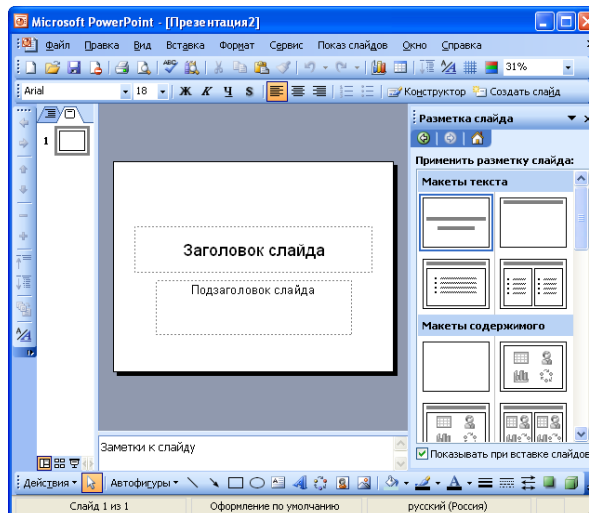 Microsoft PowerPoint - [Презентация2]
Файл Правка Вид Вставка Формат Сервис Показ слайдов Окно Справка
31%
Arial 18 Ж К Ч S Конструктор Создать слайд
Разметка слайда
1
Применить разметку слайда:
Макеты текста
Заголовок слайда
Подзаголовок слайда
Макеты содержимого
Заметки к слайду
Показывать при вставке слайдов
Действия Автофигуры
Слайд 1 из 1 Оформление по умолчанию русский (Россия)